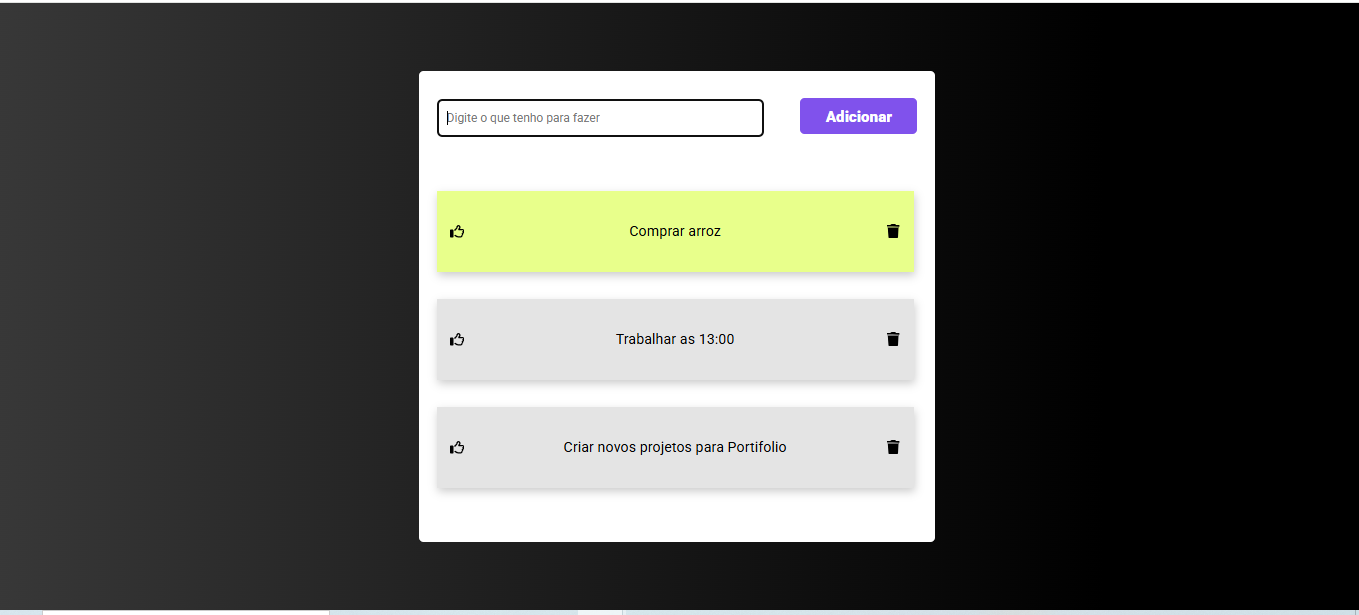 Digite o que tenho para fazer
Adicionar
Comprar arroz
Trabalhar as 13:00
Criar novos projetos para Portifolio